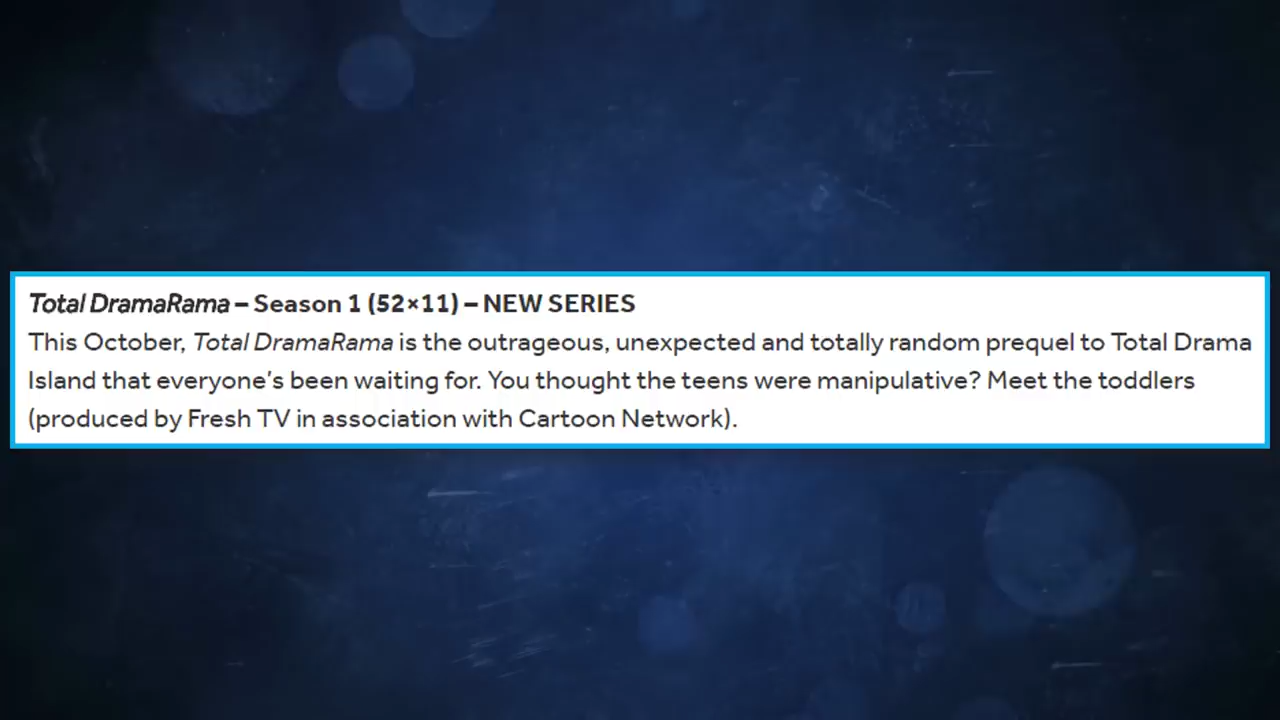 Total DramaRama – Season 1 (52×11) – NEW SERIES
This October, Total DramaRama is the outrageous, unexpected and totally random prequel to Total Drama
Island that everyone’s been waiting for. You thought the teens were manipulative? Meet the toddlers
(produced by Fresh TV in association with Cartoon Network).